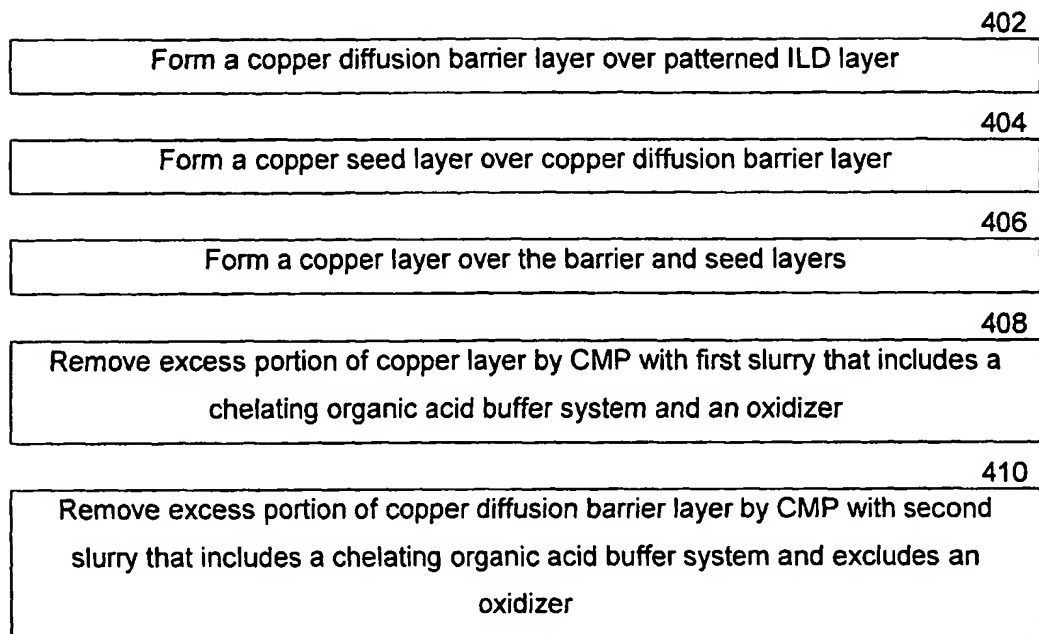 402
Form a copper diffusion barrier layer over patterned ILD layer
404
Form a copper seed layer over copper diffusion barrier layer
406
Form a copper layer over the barrier and seed layers
408
Remove excess portion of copper layer by CMP with first slurry that includes a
chelating organic acid buffer system and an oxidizer
410
Remove excess portion of copper diffusion barrier layer by CMP with second
slurry that includes a chelating organic acid buffer system and excludes an
oxidizer